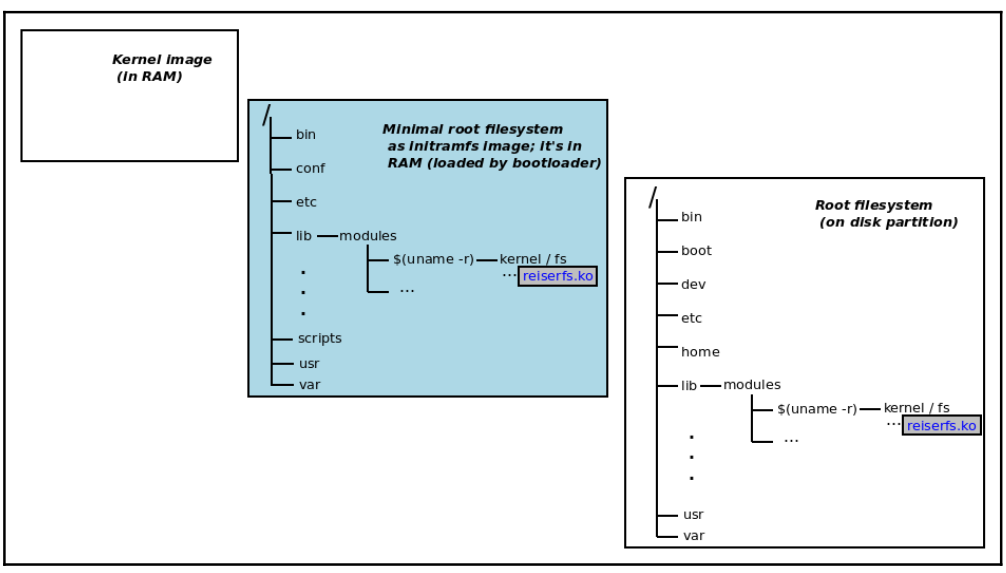 Kernel image
(in RAM)
/
Minimal root filesystem
as initramfs image; it's in
RAM (loaded by bootloader)
bin
conf
etc
lib modules
$(uname -r) kernel / fs
... reiserfs.ko
...
.
.
.
scripts
usr
var
/
Root filesystem
(on disk partition)
bin
boot
dev
etc
home
lib modules
$(uname -r) kernel / fs
... reiserfs.ko
...
.
.
.
usr
var